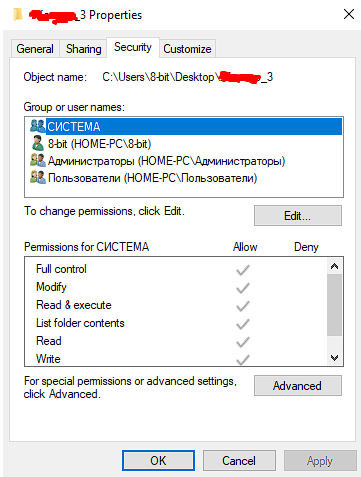 _3 Properties
General Sharing Security Customize
Object name: C:\Users\8-bit\Desktop\ _3
Group or user names:
СИСТЕМА
8-bit (HOME-PC\8-bit)
Администраторы (HOME-PC\Администраторы)
Пользователи (HOME-PC\Пользователи)
To change permissions, click Edit.
Edit...
Permissions for СИСТЕМА Allow Deny
Full control
Modify
Read & execute
List folder contents
Read
Write
For special permissions or advanced settings,
click Advanced.
Advanced
OK Cancel Apply